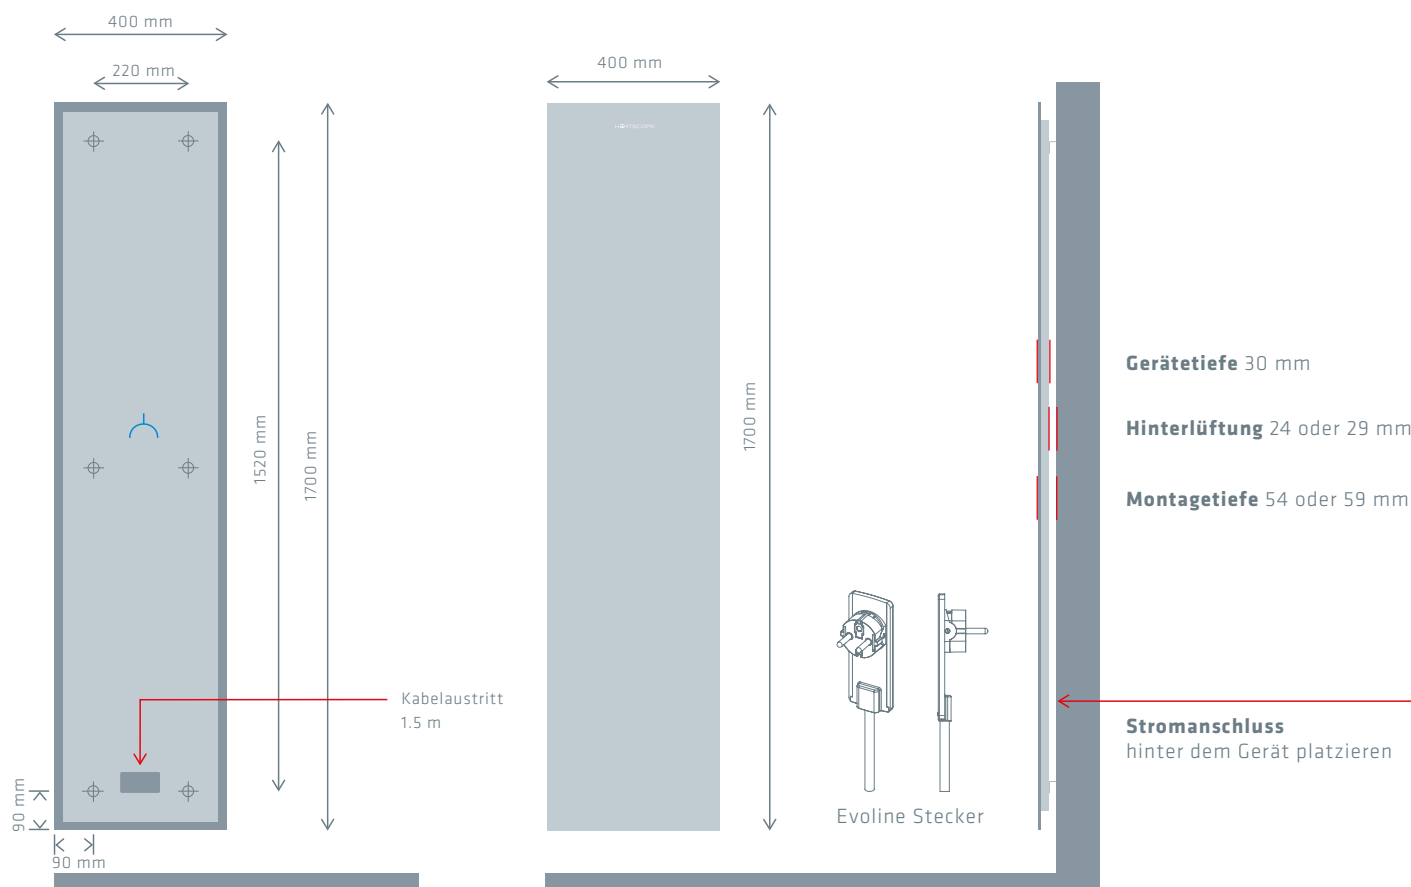 400 mm
220 mm
1520 mm
1700 mm
Kabelaustritt
1.5 m
90 mm
90 mm
400 mm
HEATSCOPE
1700 mm
Evoline Stecker
Gerätetiefe 30 mm
Hinterlüftung 24 oder 29 mm
Montagetiefe 54 oder 59 mm
Stromanschluss
hinter dem Gerät platzieren